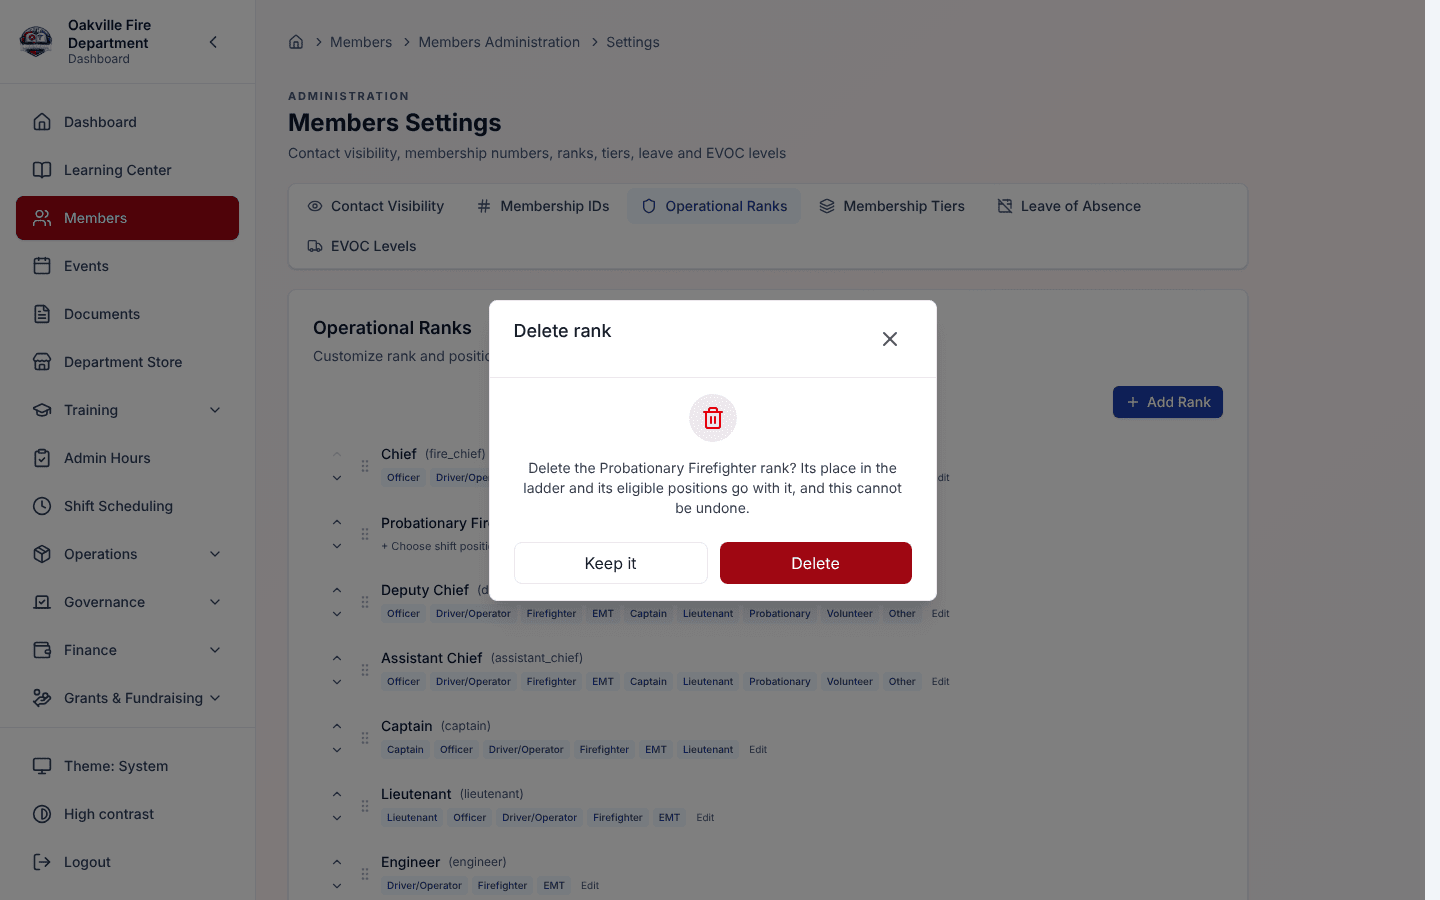 Oakville Fire
Department
Dashboard
Dashboard
Learning Center
Members
Events
Documents
Department Store
Training
Admin Hours
Shift Scheduling
Operations
Governance
Finance
Grants & Fundraising
Theme: System
High contrast
Logout
Members
Members Administration
Settings
ADMINISTRATION
Members Settings
Contact visibility, membership numbers, ranks, tiers, leave and EVOC levels
Contact Visibility
Membership IDs
Operational Ranks
Membership Tiers
Leave of Absence
EVOC Levels
Operational Ranks
Customize rank and
Add Rank
Chief (fire_chief)
Officer
Probationary
+ Choose shift
Deputy Chief
Officer Driver/Operator Firefighter EMT Captain Lieutenant Probationary Volunteer Other Edit
Assistant Chief (assistant_chief)
Officer Driver/Operator Firefighter EMT Captain Lieutenant Probationary Volunteer Other Edit
Captain (captain)
Captain Officer Driver/Operator Firefighter EMT Lieutenant Edit
Lieutenant (lieutenant)
Lieutenant Officer Driver/Operator Firefighter EMT Edit
Engineer (engineer)
Driver/Operator Firefighter EMT Edit
Delete rank
Delete the Probationary Firefighter rank? Its place in the
ladder and its eligible positions go with it, and this cannot
be undone.
Keep it
Delete